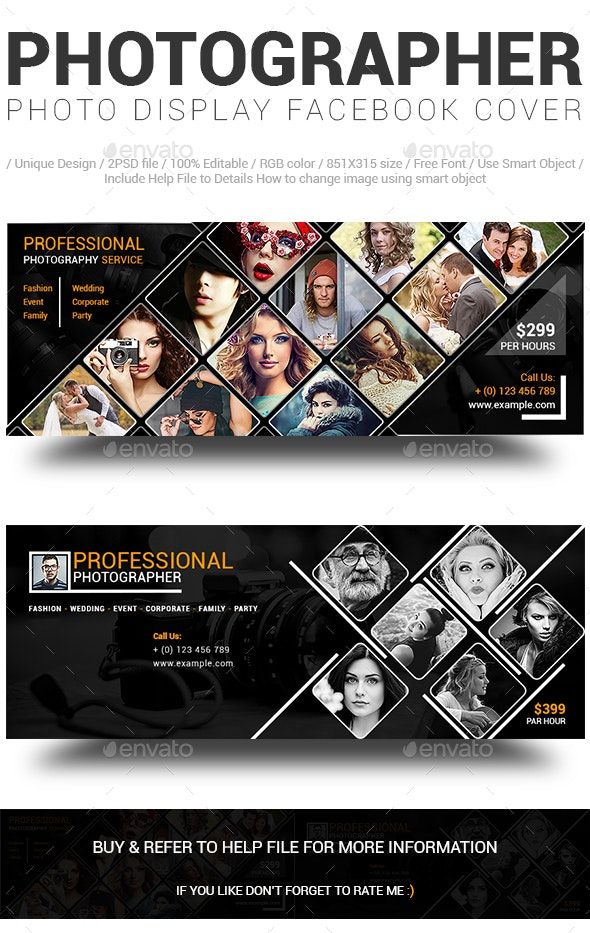 PHOTOGRAPHER
PHOTO DISPLAY FACEBOOK COVER
/ Unique Design / 2PSD file / 100% Editable / RGB color / 851X315 size / Free Font / Use Smart Object /
Include Help File to Details How to change image using smart object
PROFESSIONAL
PHOTOGRAPHY SERVICE
Fashion Wedding
Event Corporate
Family Party
$299
PER HOURS
Call Us:
+ (0) 123 456 789
www.example.com
envato envato
PROFESSIONAL
PHOTOGRAPHER
FASHION - WEDDING - EVENT - CORPORATE - FAMILY - PARTY
Call Us:
+ (0) 123 456 789
www.example.com
$399
PAR HOUR
envato envato
BUY & REFER TO HELP FILE FOR MORE INFORMATION
IF YOU LIKE DON'T FORGET TO RATE ME :)
envato envato